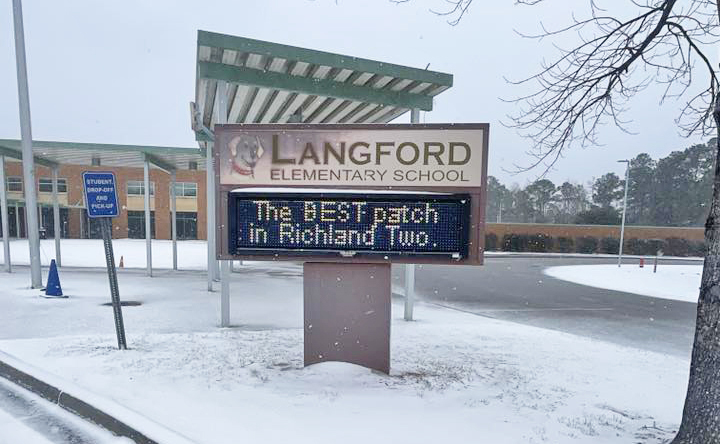 LANGFORD
ELEMENTARY SCHOOL
The BEST patch
in Richland Two.
STUDENT
DROP-OFF
AND
PICK-UP